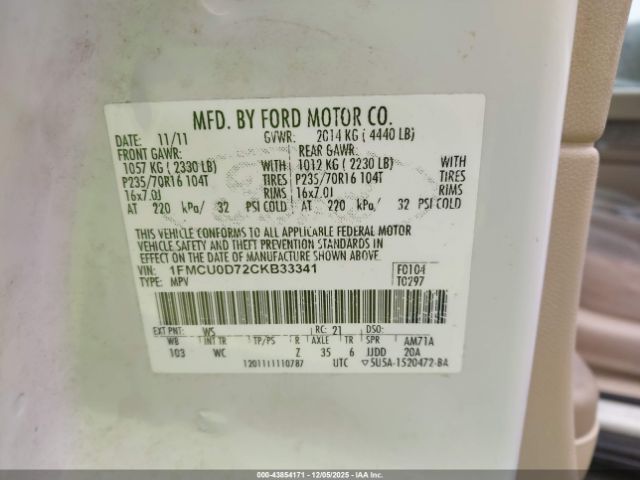 MFD. BY FORD MOTOR CO.
DATE: 11/11 GVWR: 2014 KG ( 4440 LB)
FRONT GAWR: REAR GAWR:
1057 KG ( 2330 LB) WITH 1012 KG ( 2230 LB) WITH
P235/70R16 104T TIRES P235/70R16 104T TIRES
16x7.0J RIMS 16x7.0J RIMS
AT 220 kPa/ 32 PSI COLD AT 220 kPa/ 32 PSI COLD
THIS VEHICLE CONFORMS TO ALL APPLICABLE FEDERAL MOTOR
VEHICLE SAFETY AND THEFT PREVENTION STANDARDS IN
EFFECT ON THE DATE OF MANUFACTURE SHOWN ABOVE.
VIN: 1FMCU0D72CKB33341 F0104
TYPE: MPV T0297
EXT PNT: WS RC: 21 DSO:
WB INT TR TP/PS R AXLE TR SPR AM71A
103 WC Z 35 6 JJDD 20A
1201111110787 UTC 5U5A-1520472-BA
000-43854171 - 12/05/2025 - IAA Inc.